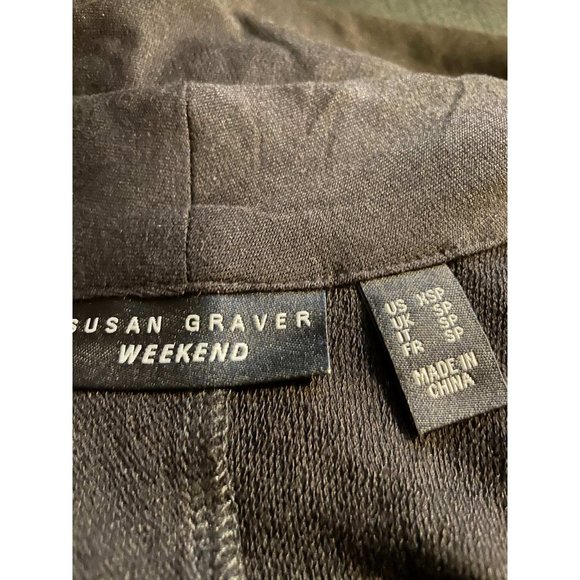 SUSAN GRAVER
WEEKEND
US XSP
UK SP
IT SP
FR SP
MADE IN
CHINA